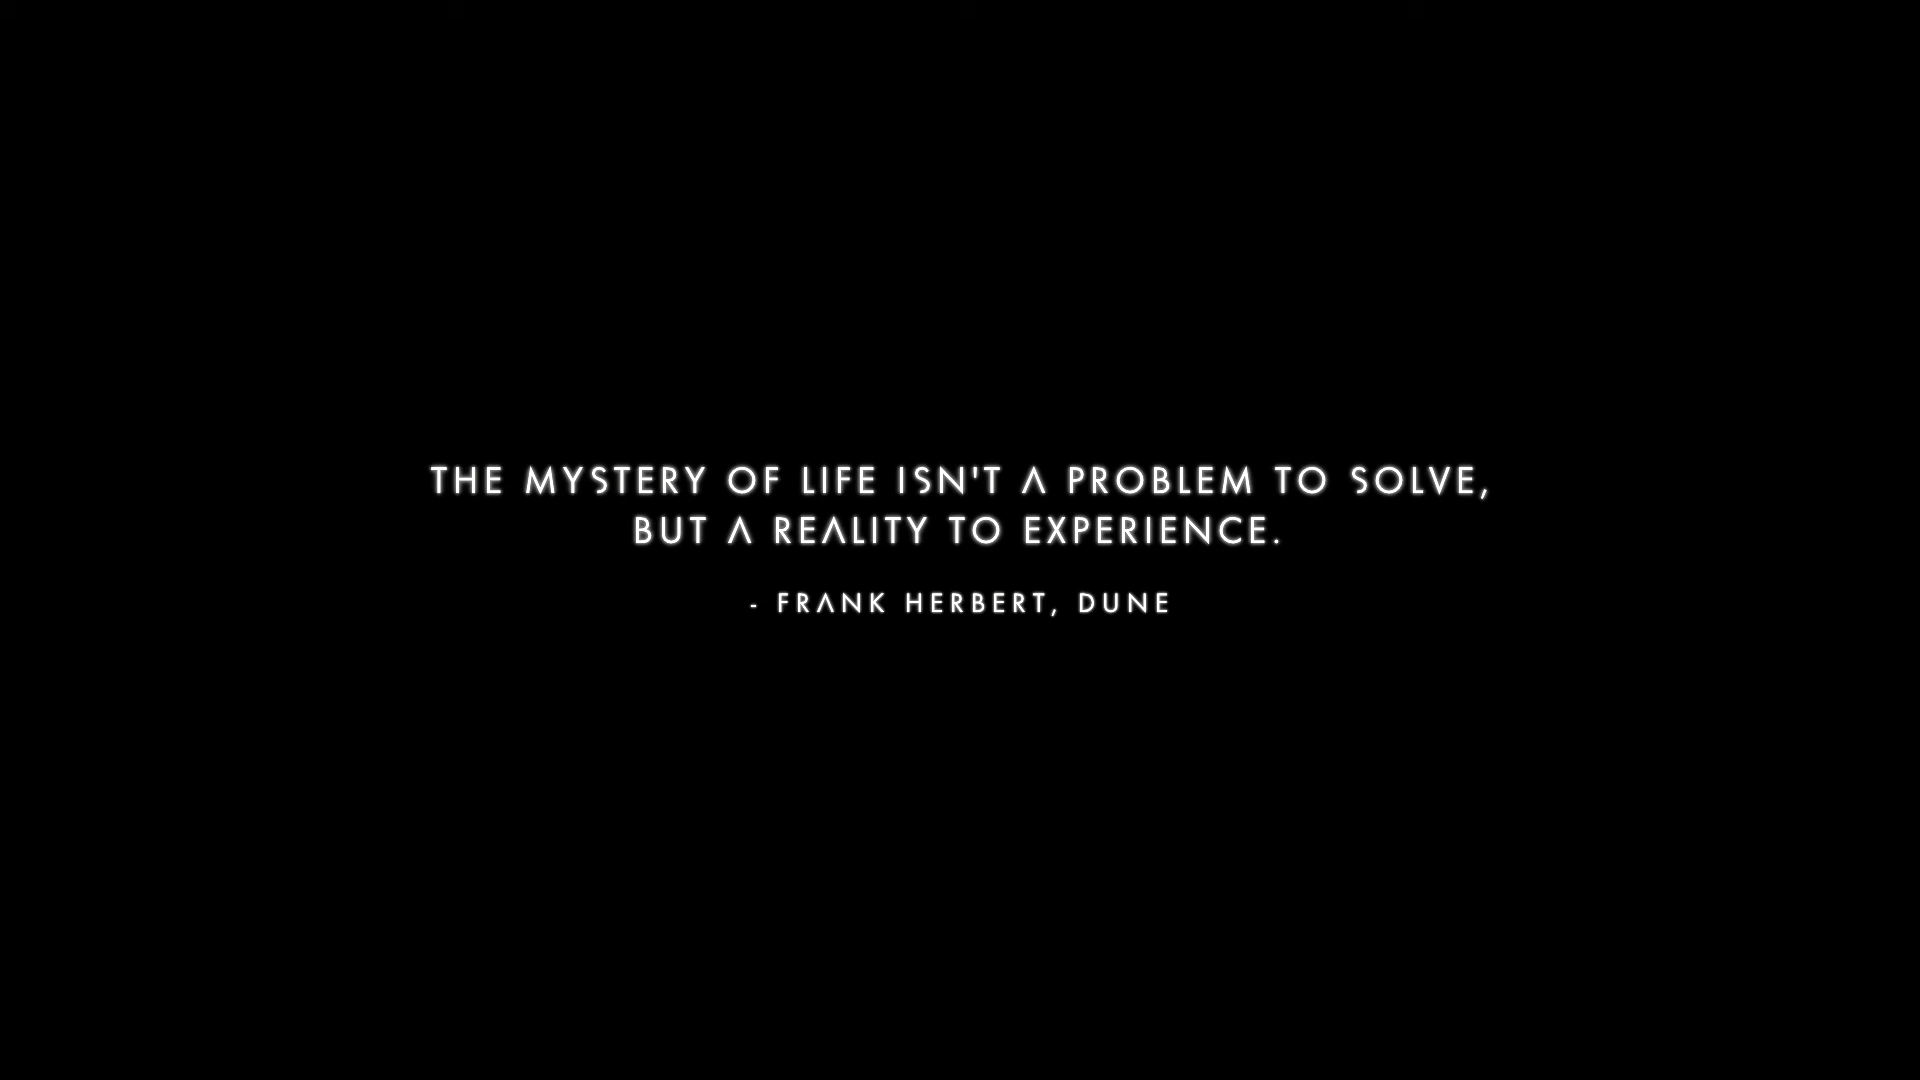 THE MYSTERY OF LIFE ISN'T A PROBLEM TO SOLVE,
BUT A REALITY TO EXPERIENCE.
- FRANK HERBERT, DUNE